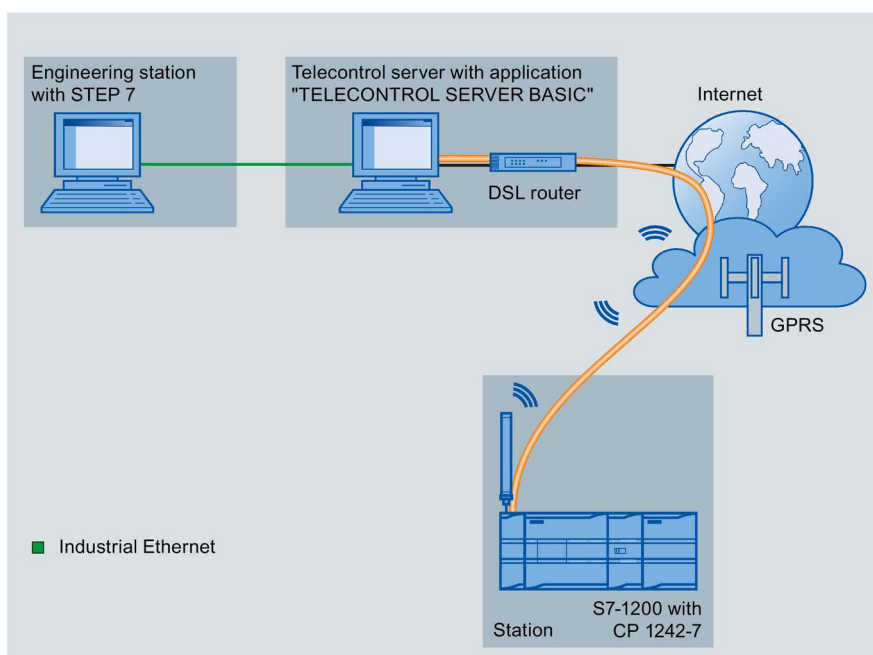 Engineering station
with STEP 7
Telecontrol server with application
"TELECONTROL SERVER BASIC"
Internet
DSL router
GPRS
Industrial Ethernet
Station
S7-1200 with
CP 1242-7